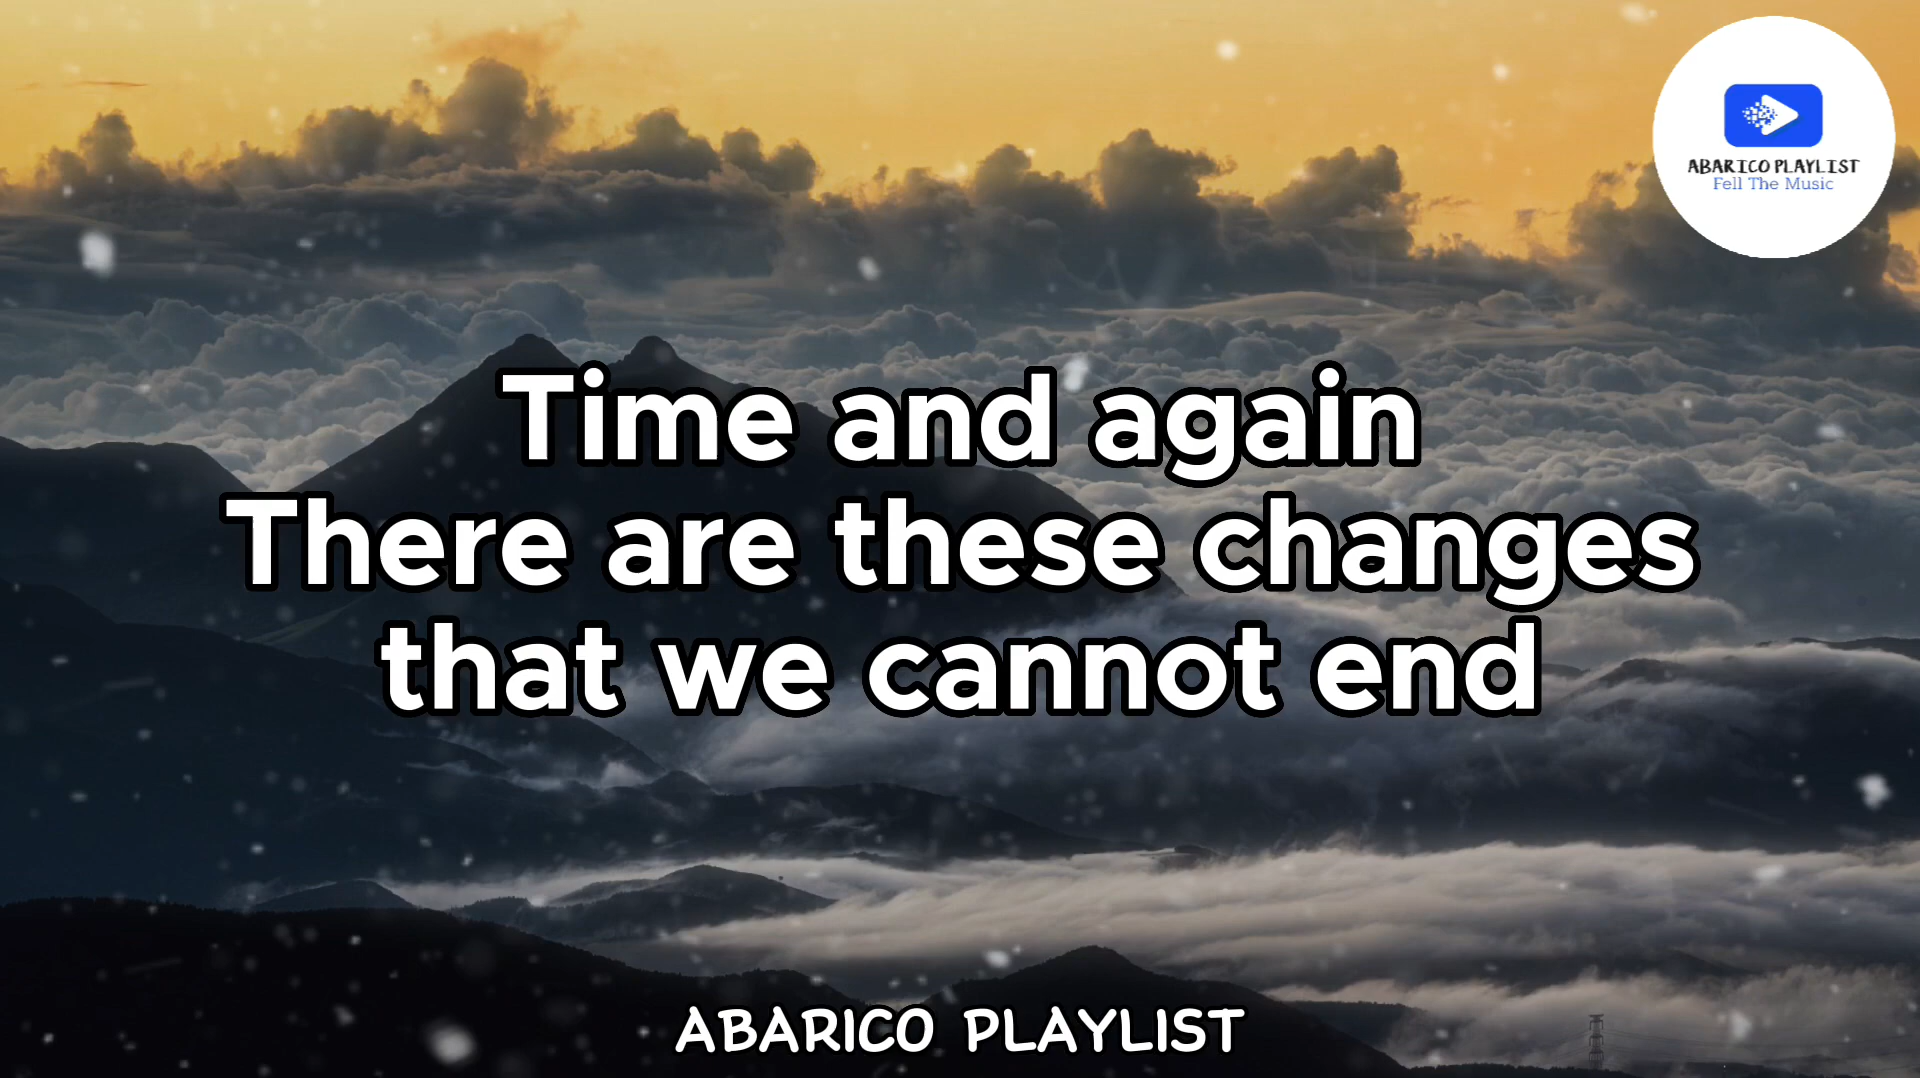 ABARICO PLAYLIST
Fell The Music
Time and again
There are these changes
that we cannot end
ABARICO PLAYLIST